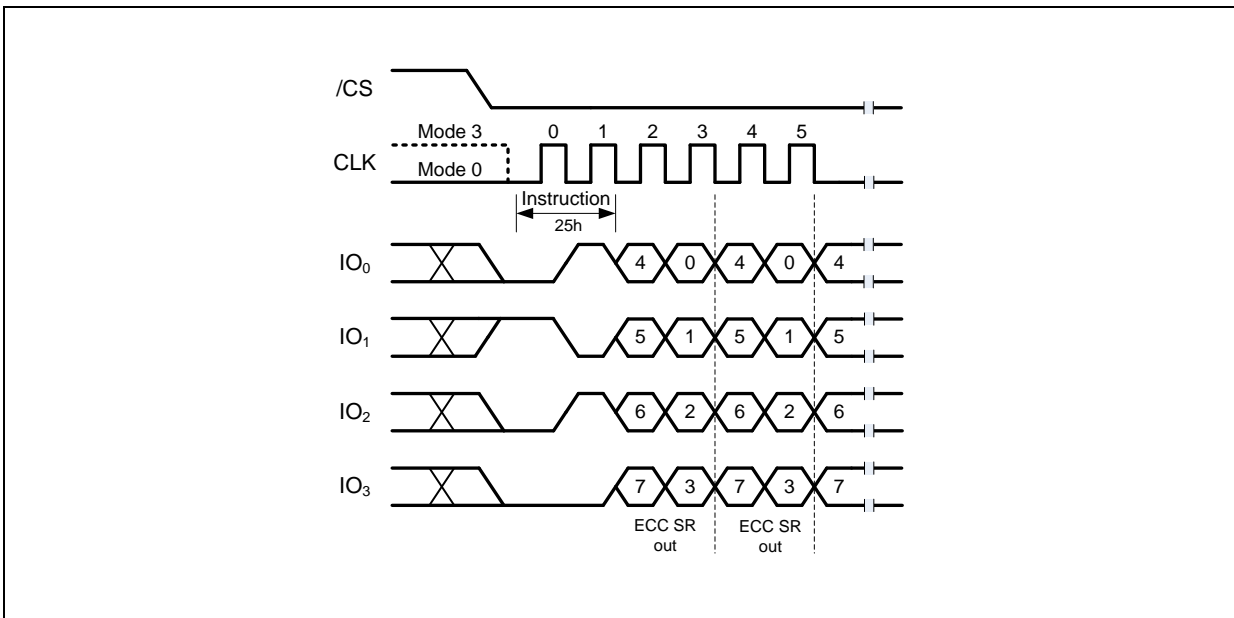 /CS
Mode 3 0 1 2 3 4 5
CLK
Mode 0
Instruction
25h
IO₀ 4 0 4 0 4
IO₁ 5 1 5 1 5
IO₂ 6 2 6 2 6
IO₃ 7 3 7 3 7
ECC SR ECC SR
out out